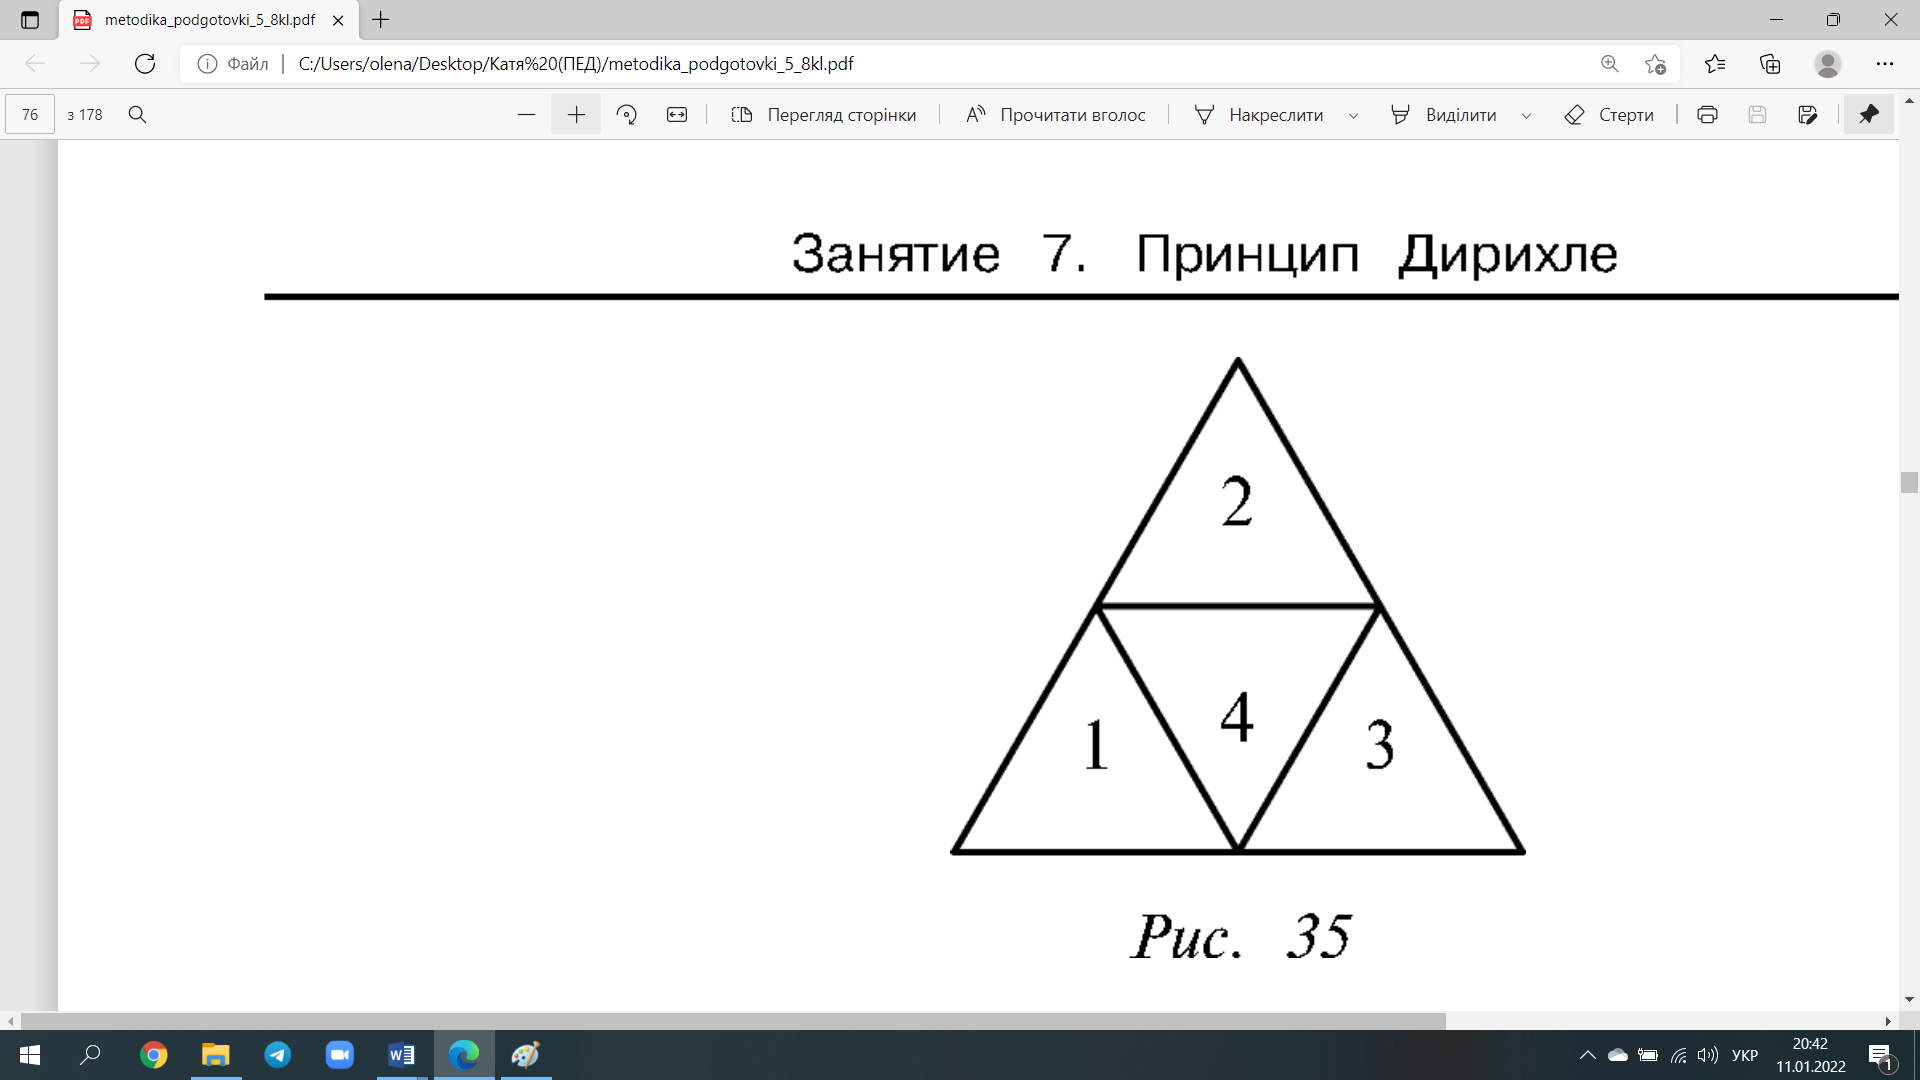 metodika_podgotovki_5_8kl.pdf
Файл
C:/Users/olena/Desktop/Катя%20(ПЕД)/metodika_podgotovki_5_8kl.pdf
76 з 178
Перегляд сторінки
Прочитати вголос
Накреслити
Виділити
Стерти
Занятие 7. Принцип Дирихле
2
1
4
3
Рис. 35
УКР
20:42
11.01.2022
1